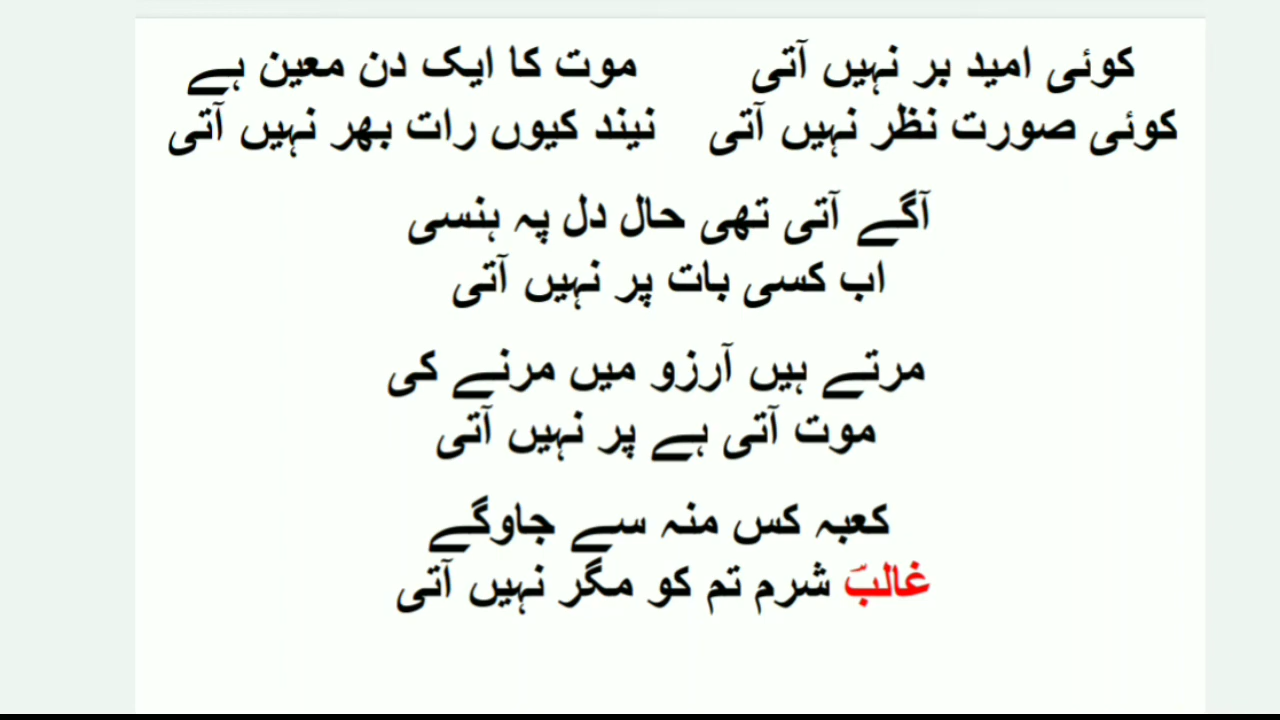 کوئی امید بر نہیں آتی
کوئی صورت نظر نہیں آتی
موت کا ایک دن معین ہے
نیند کیوں رات بھر نہیں آتی
آگے آتی تھی حال دل پہ ہنسی
اب کسی بات پر نہیں آتی
مرتے ہیں آرزو میں مرنے کی
موت آتی ہے پر نہیں آتی
کعبہ کس منہ سے جاوگے
غالبؔ شرم تم کو مگر نہیں آتی